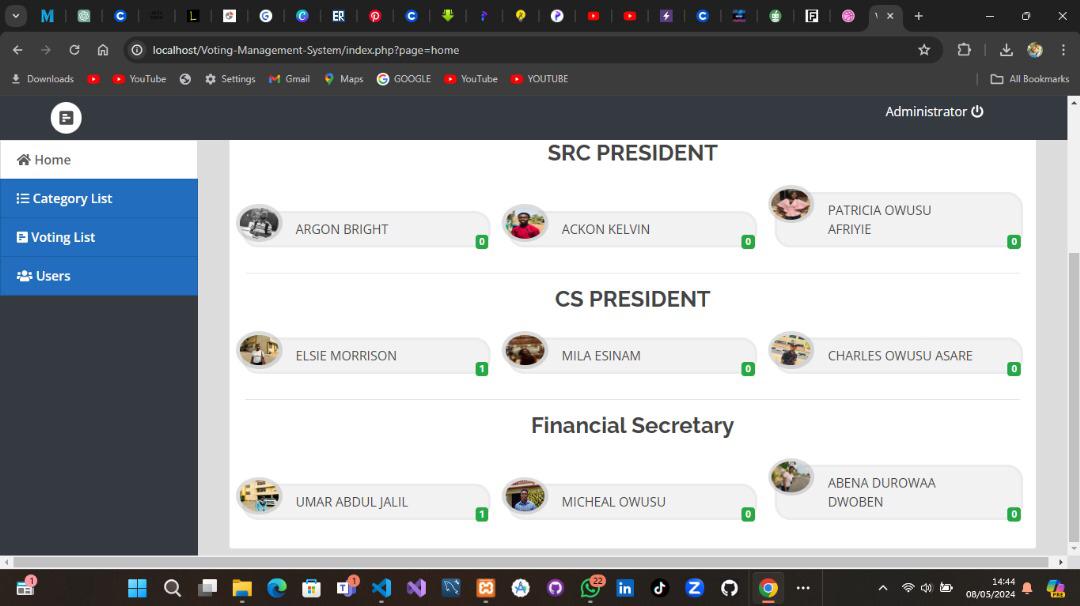 localhost/Voting-Management-System/index.php?page=home
Downloads
YouTube
Settings
Gmail
Maps
GOOGLE
YouTube
YOUTUBE
All Bookmarks
Administrator
Home
Category List
Voting List
Users
SRC PRESIDENT
ARGON BRIGHT
0
ACKON KELVIN
0
PATRICIA OWUSU
AFRIYIE
0
CS PRESIDENT
ELSIE MORRISON
1
MILA ESINAM
0
CHARLES OWUSU ASARE
0
Financial Secretary
UMAR ABDUL JALIL
1
MICHEAL OWUSU
0
ABENA DUROWAA
DWOBEN
0
1
1
22
14:44
08/05/2024